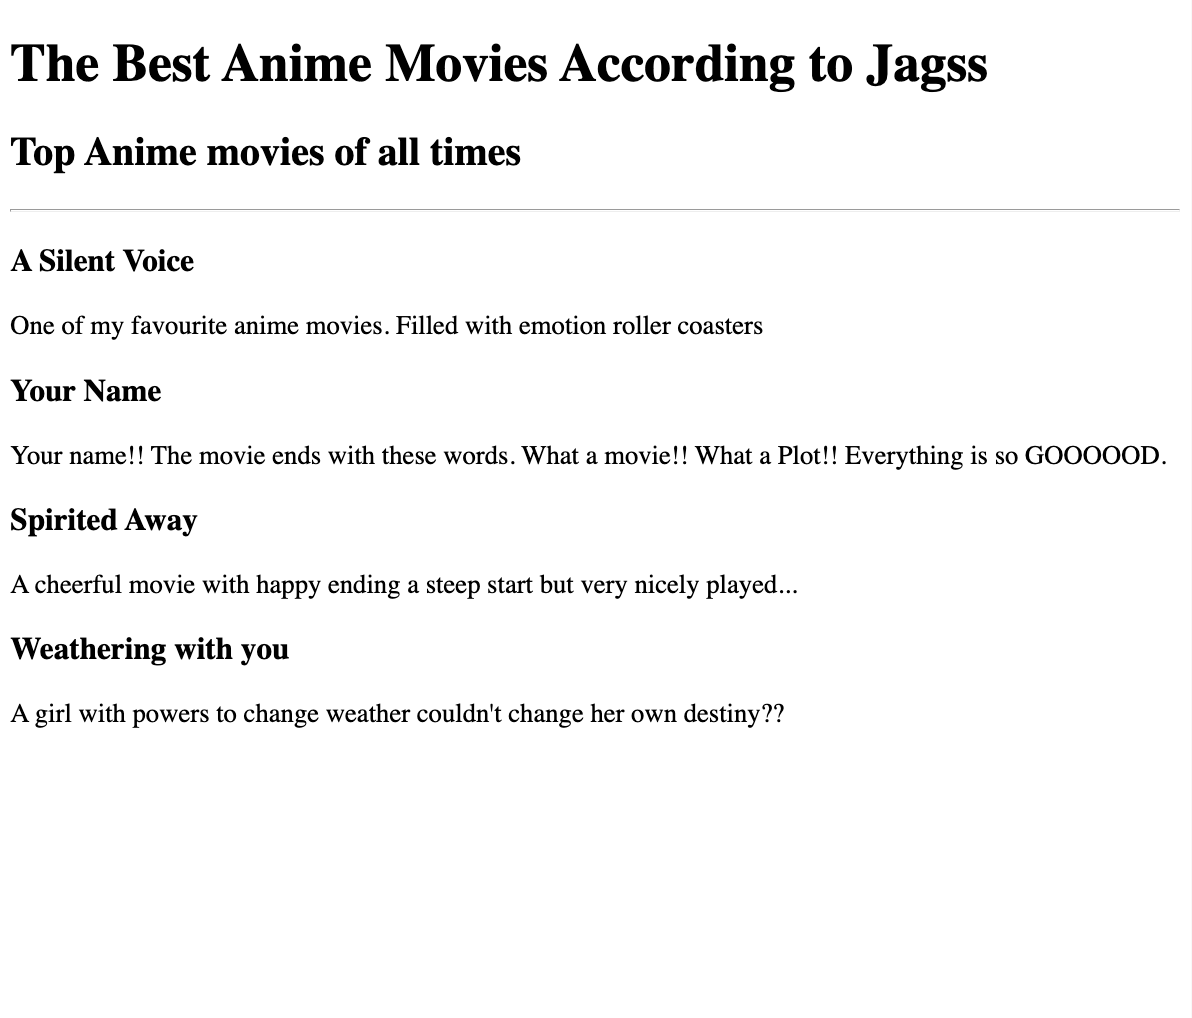 The Best Anime Movies According to Jagss
Top Anime movies of all times
A Silent Voice
One of my favourite anime movies. Filled with emotion roller coasters
Your Name
Your name!! The movie ends with these words. What a movie!! What a Plot!! Everything is so GOOOOOD.
Spirited Away
A cheerful movie with happy ending a steep start but very nicely played...
Weathering with you
A girl with powers to change weather couldn't change her own destiny??